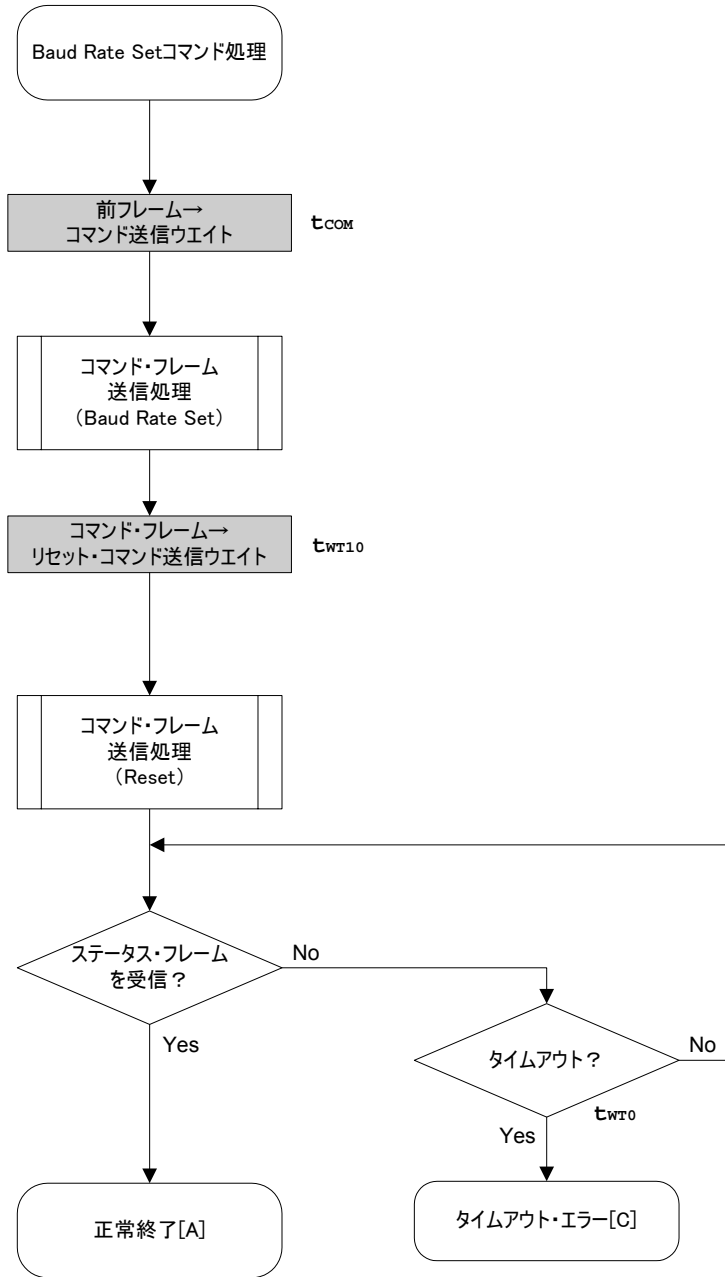 Baud Rate Setコマンド処理
前フレーム→
コマンド送信ウエイト
tCOM
コマンド・フレーム
送信処理
（Baud Rate Set）
コマンド・フレーム→
リセット・コマンド送信ウエイト
tWT10
コマンド・フレーム
送信処理
（Reset）
ステータス・フレーム
を受信？
No
Yes
タイムアウト？
No
tWT0
Yes
正常終了[A]
タイムアウト・エラー[C]